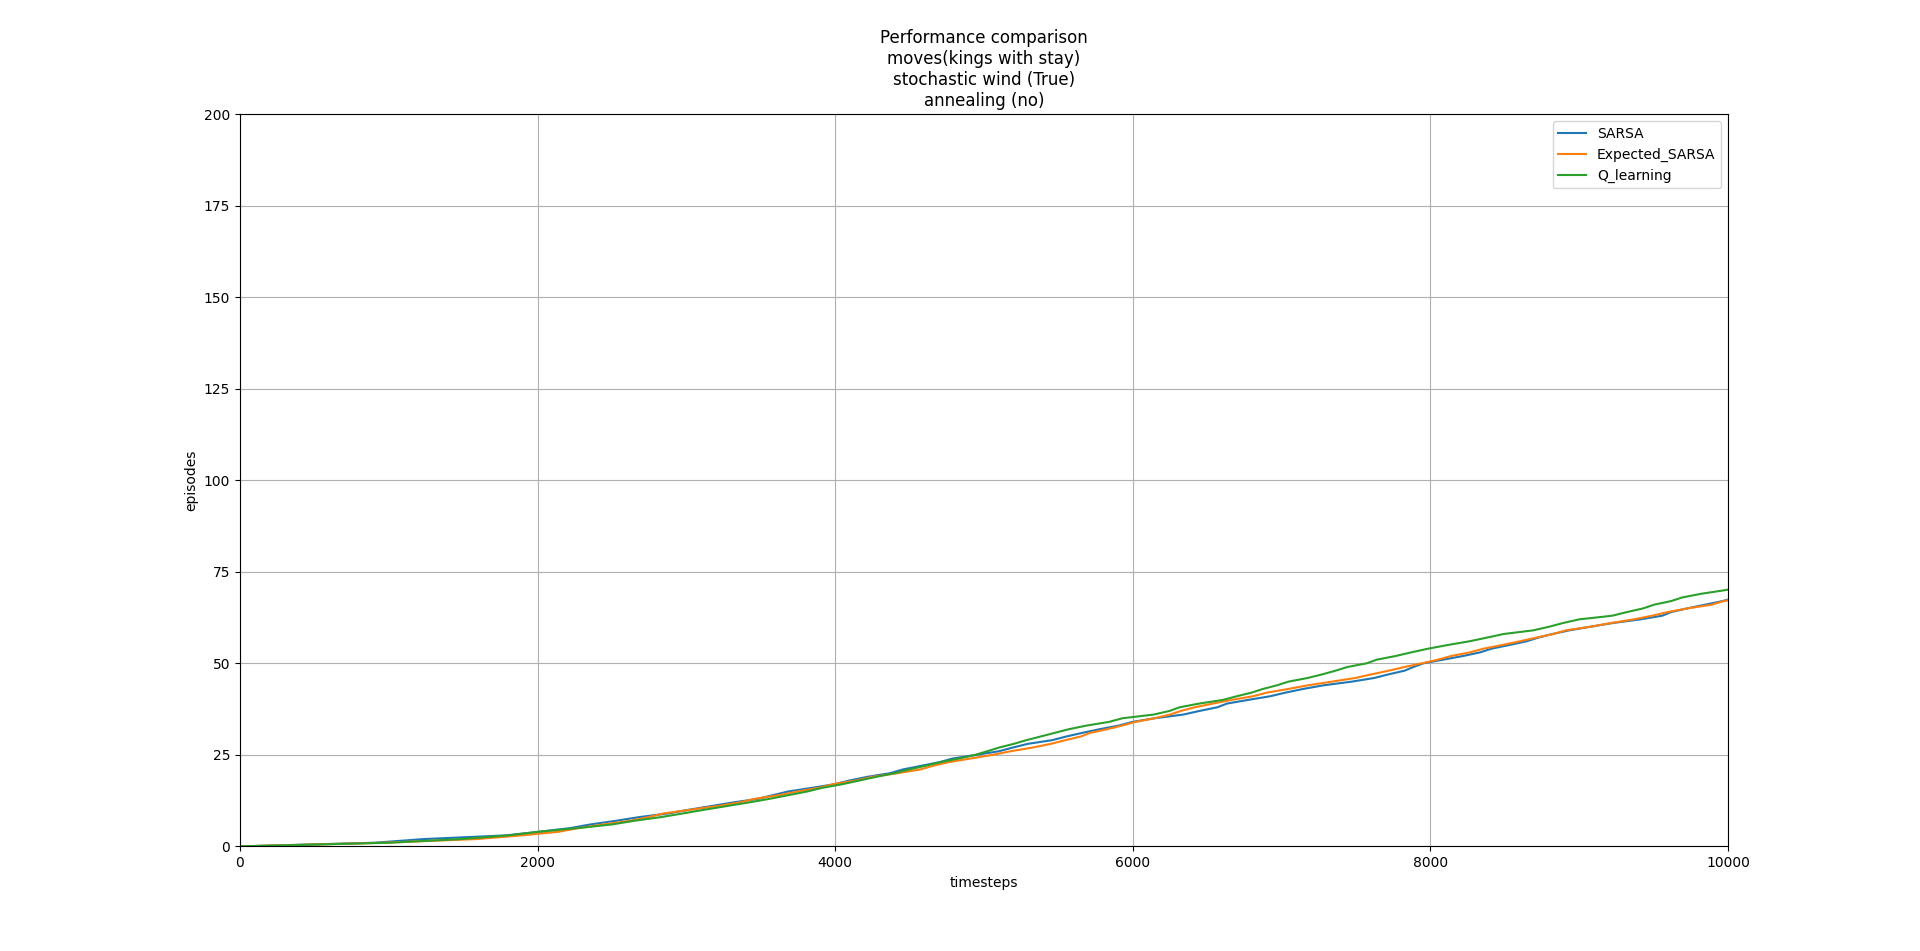 Performance comparison
moves(kings with stay)
stochastic wind (True)
annealing (no)
SARSA
Expected_SARSA
Q_learning
200
175
150
125
100
75
50
25
0
episodes
0 2000 4000 6000 8000 10000
timesteps